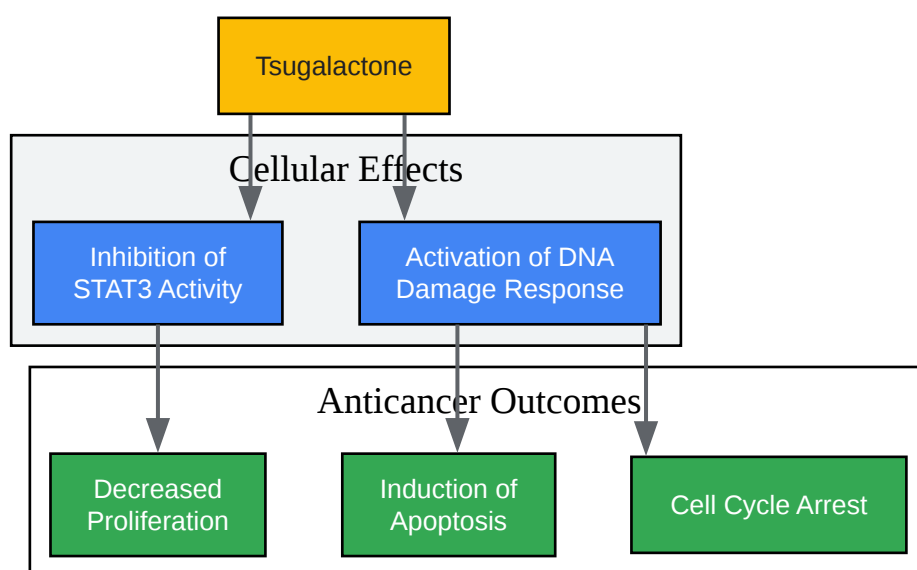 Tsugalactone
Cellular Effects
Inhibition of
STAT3 Activity
Activation of DNA
Damage Response
Anticancer Outcomes
Decreased
Proliferation
Induction of
Apoptosis
Cell Cycle Arrest